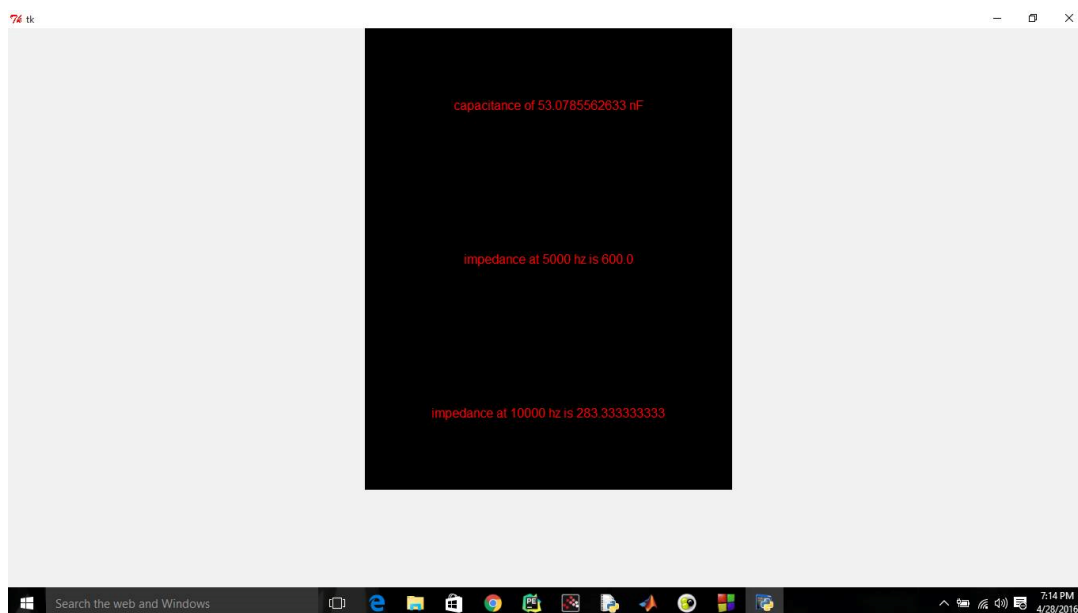 tk
capacitance of 53.0785562633 nF
impedance at 5000 hz is 600.0
impedance at 10000 hz is 283.333333333
Search the web and Windows
7:14 PM
4/28/2016